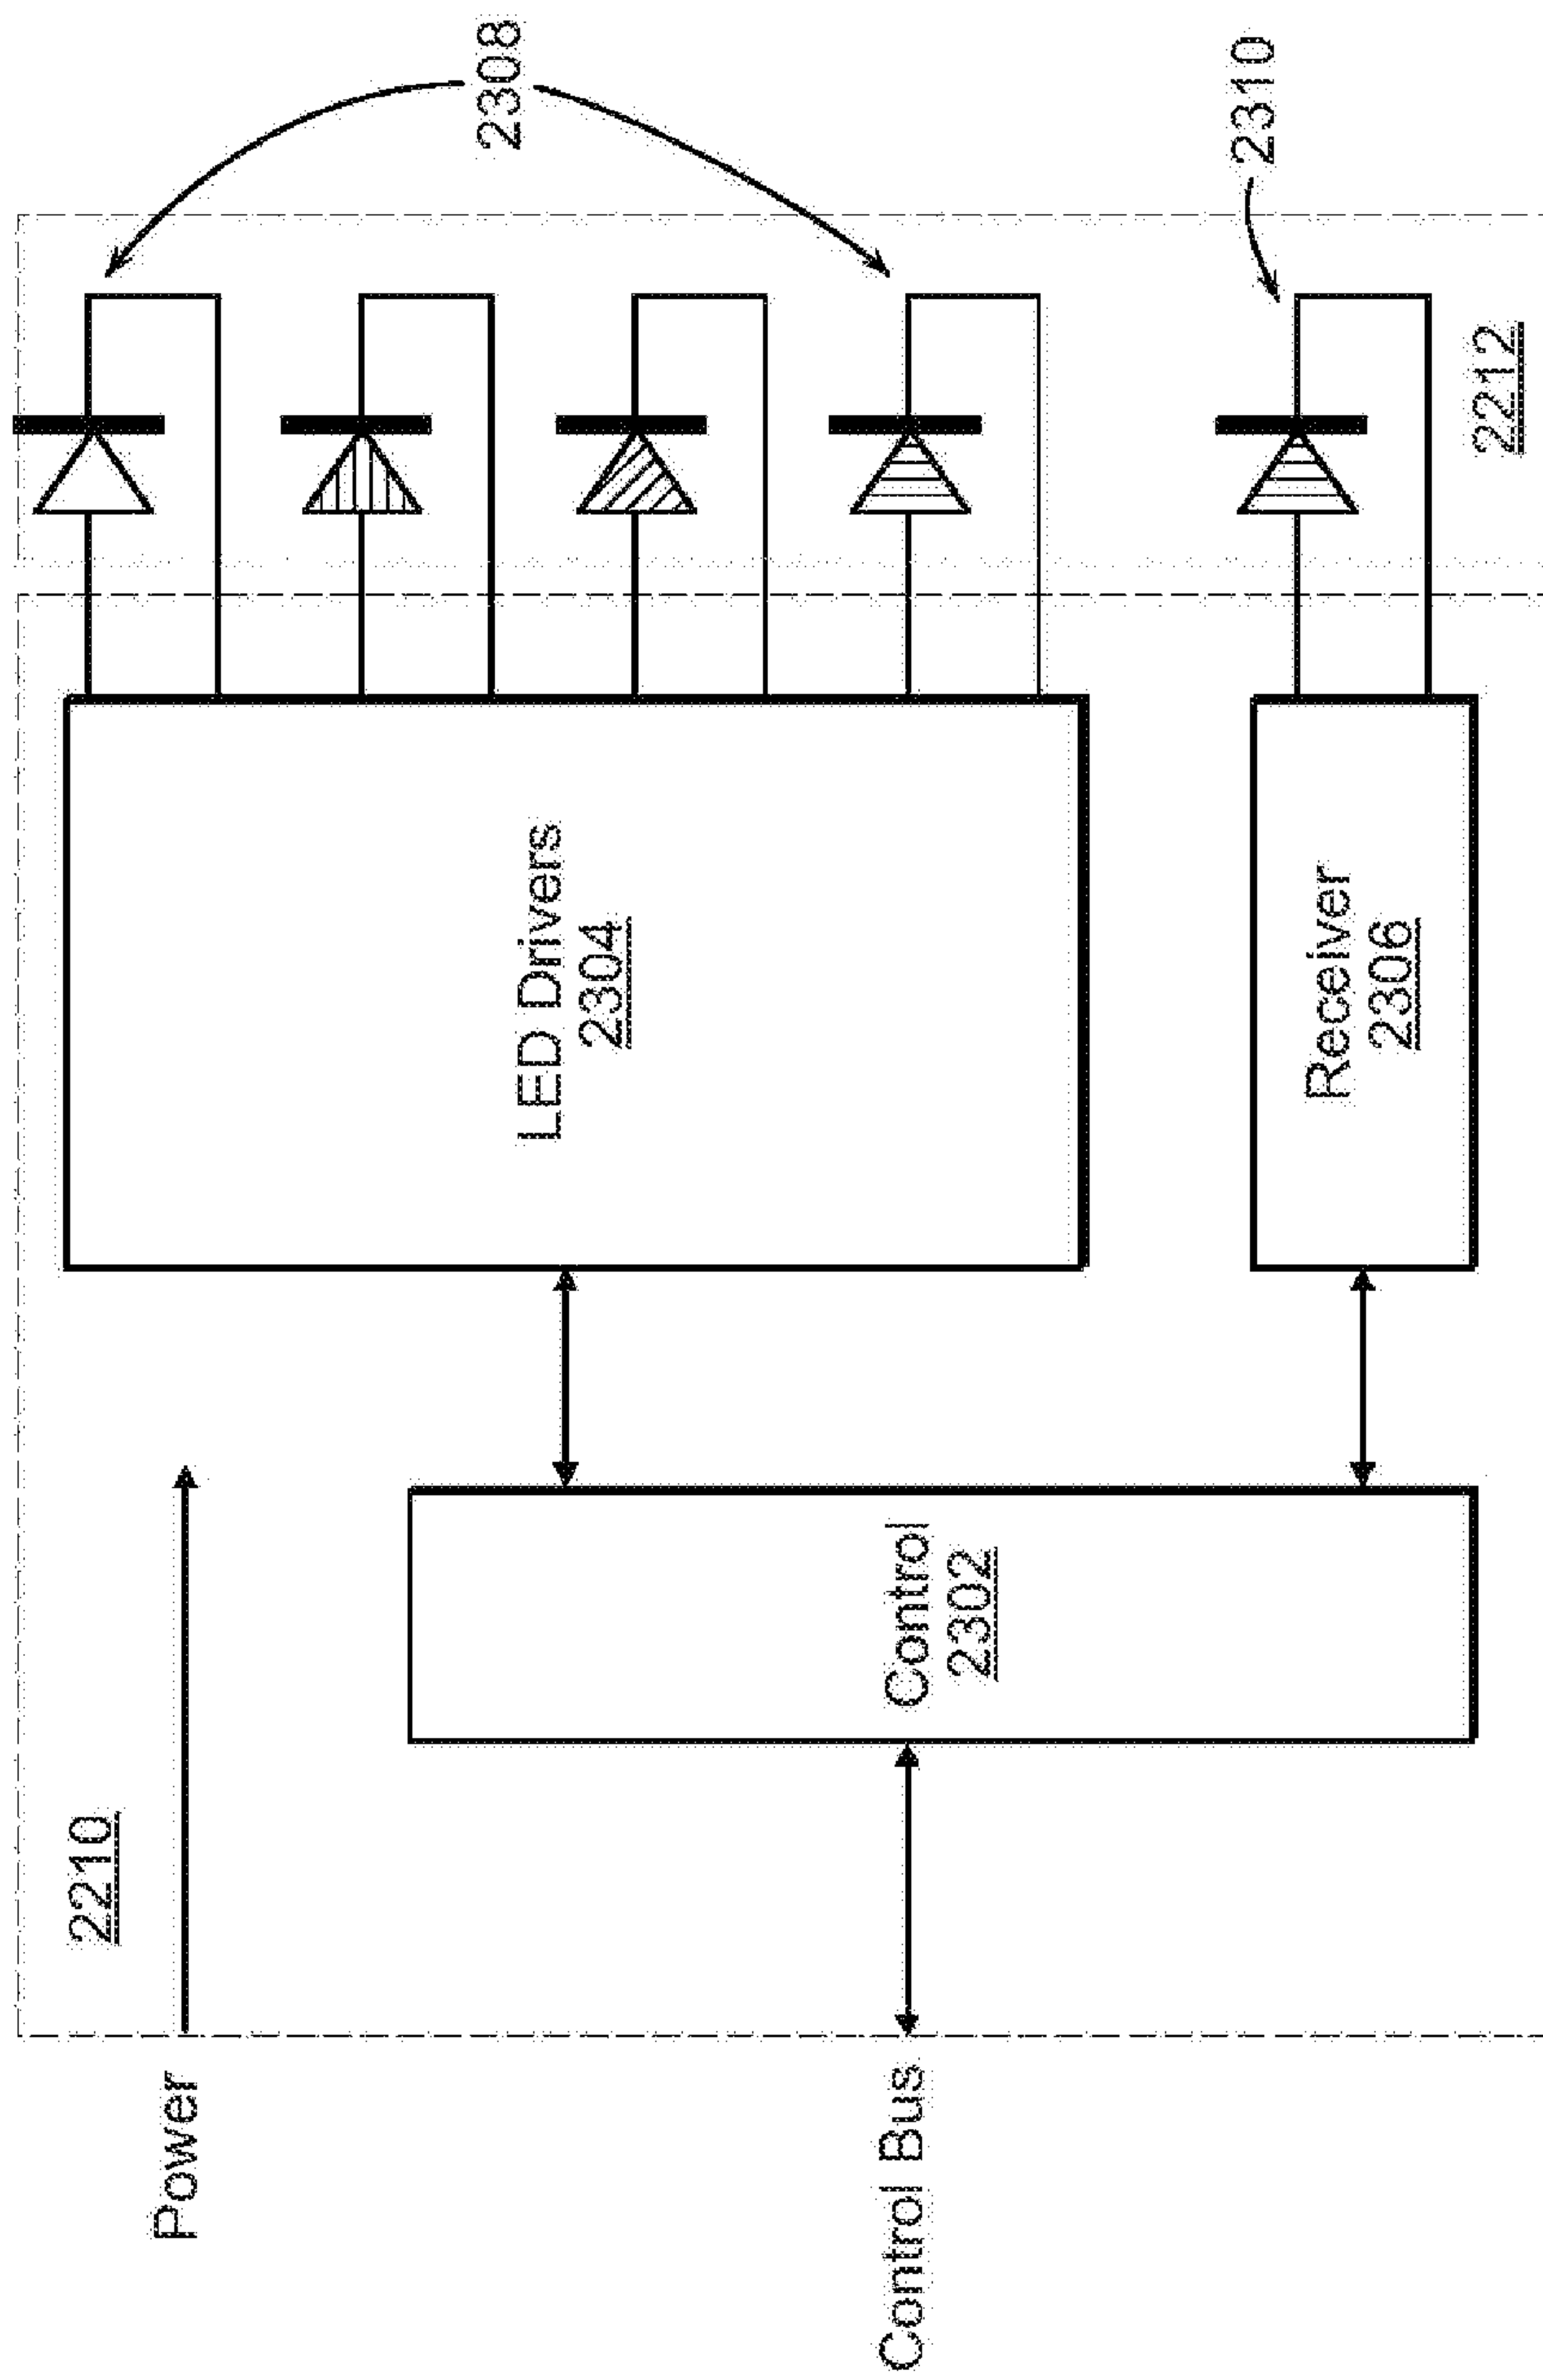 Power
2210
Control Bus
Control
2302
LED Drivers
2304
Receiver
2306
2308
2310
2212